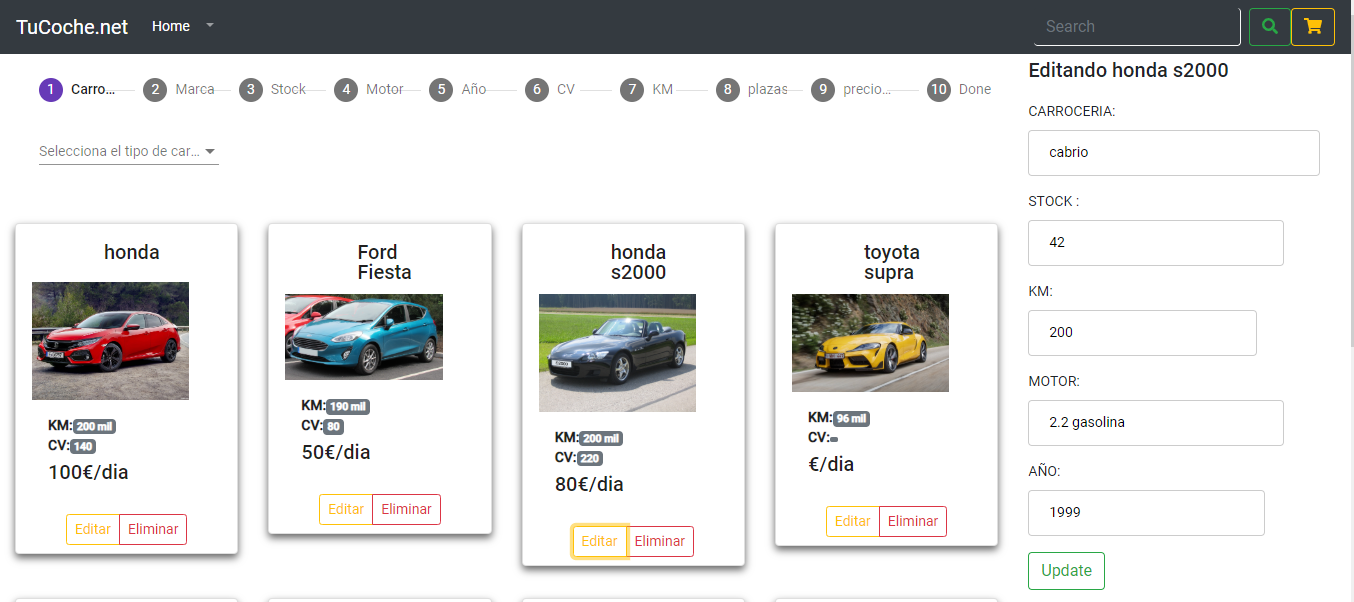 TuCoche.net Home Search
1 Carro... 2 Marca 3 Stock 4 Motor 5 Año 6 CV 7 KM 8 plazas 9 precio... 10 Done
Selecciona el tipo de car...
honda
KM:200 mil
CV:140
100€/dia
Editar Eliminar
Ford
Fiesta
KM:190 mil
CV:80
50€/dia
Editar Eliminar
honda
s2000
KM:200 mil
CV:220
80€/dia
Editar Eliminar
toyota
supra
KM:96 mil
CV:
€/dia
Editar Eliminar
Editando honda s2000
CARROCERIA:
cabrio
STOCK :
42
KM:
200
MOTOR:
2.2 gasolina
AÑO:
1999
Update